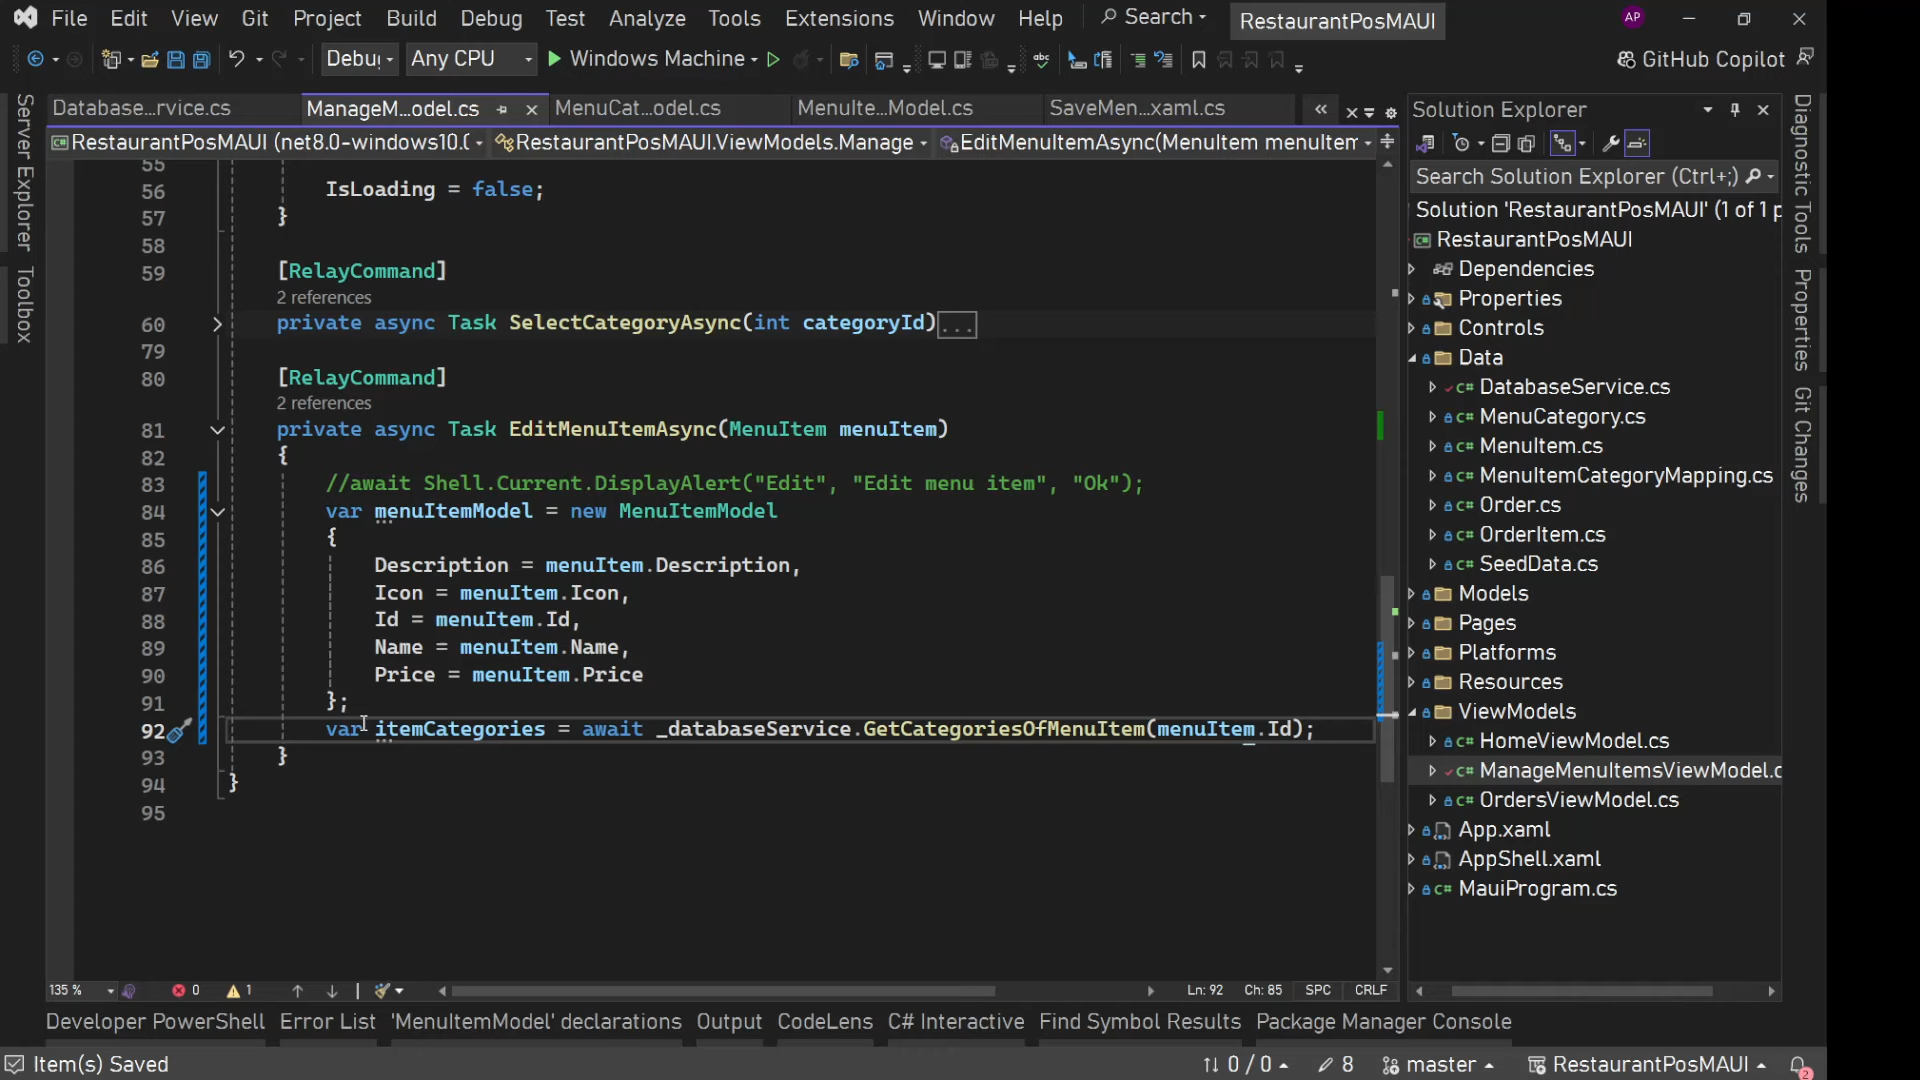 File Edit View Git Project Build Debug Test Analyze Tools Extensions Window Help Search RestaurantPosMAUI AP
Any CPU Windows Machine GitHub Copilot
Database...rvice.cs ManageM...odel.cs MenuCat...odel.cs MenuIte...Model.cs SaveMen...xaml.cs
RestaurantPosMAUI (net8.0-windows10.0 RestaurantPosMAUI.ViewModels.Manage EditMenuItemAsync(MenuItem menuItem
55
56 IsLoading = false;
57 }
58
59 [RelayCommand]
2 references
60 private async Task SelectCategoryAsync(int categoryId)...
79
80 [RelayCommand]
2 references
81 private async Task EditMenuItemAsync(MenuItem menuItem)
82 {
83 //await Shell.Current.DisplayAlert("Edit", "Edit menu item", "Ok");
84 var menuItemModel = new MenuItemModel
85 {
86 Description = menuItem.Description,
87 Icon = menuItem.Icon,
88 Id = menuItem.Id,
89 Name = menuItem.Name,
90 Price = menuItem.Price
91 };
92 var itemCategories = await _databaseService.GetCategoriesOfMenuItem(menuItem.Id);
93 }
94 }
95
135 % 0 1 Ln: 92 Ch: 85 SPC CRLF
Developer PowerShell Error List 'MenuItemModel' declarations Output CodeLens C# Interactive Find Symbol Results Package Manager Console
Item(s) Saved 0 / 0 8 master RestaurantPosMAUI 2
Server Explorer
Toolbox
Solution Explorer
Search Solution Explorer (Ctrl+;)
Solution 'RestaurantPosMAUI' (1 of 1 p
RestaurantPosMAUI
Dependencies
Properties
Controls
Data
DatabaseService.cs
MenuCategory.cs
MenuItem.cs
MenuItemCategoryMapping.cs
Order.cs
OrderItem.cs
SeedData.cs
Models
Pages
Platforms
Resources
ViewModels
HomeViewModel.cs
ManageMenuItemsViewModel.c
OrdersViewModel.cs
App.xaml
AppShell.xaml
MauiProgram.cs
Diagnostic Tools
Properties
Git Changes